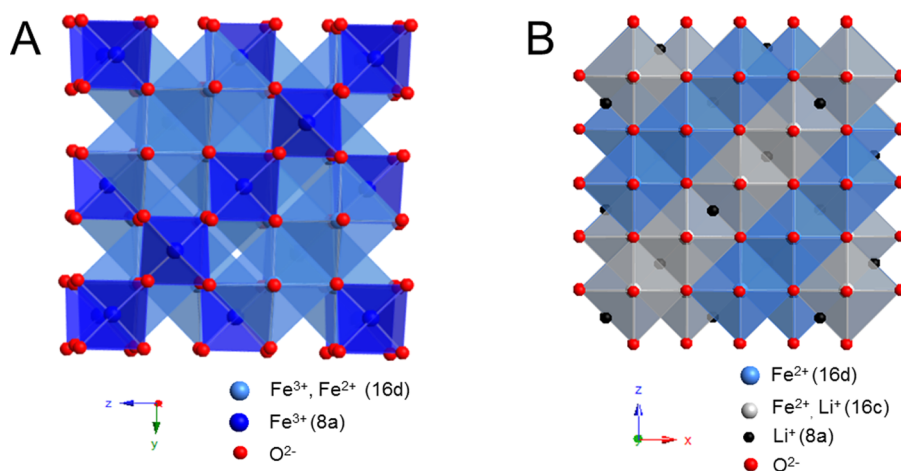 A
B
Fe³⁺, Fe²⁺ (16d)
Fe³⁺ (8a)
O²⁻
z
y
x
Fe²⁺ (16d)
Fe²⁺, Li⁺ (16c)
Li⁺ (8a)
O²⁻
z
y
x